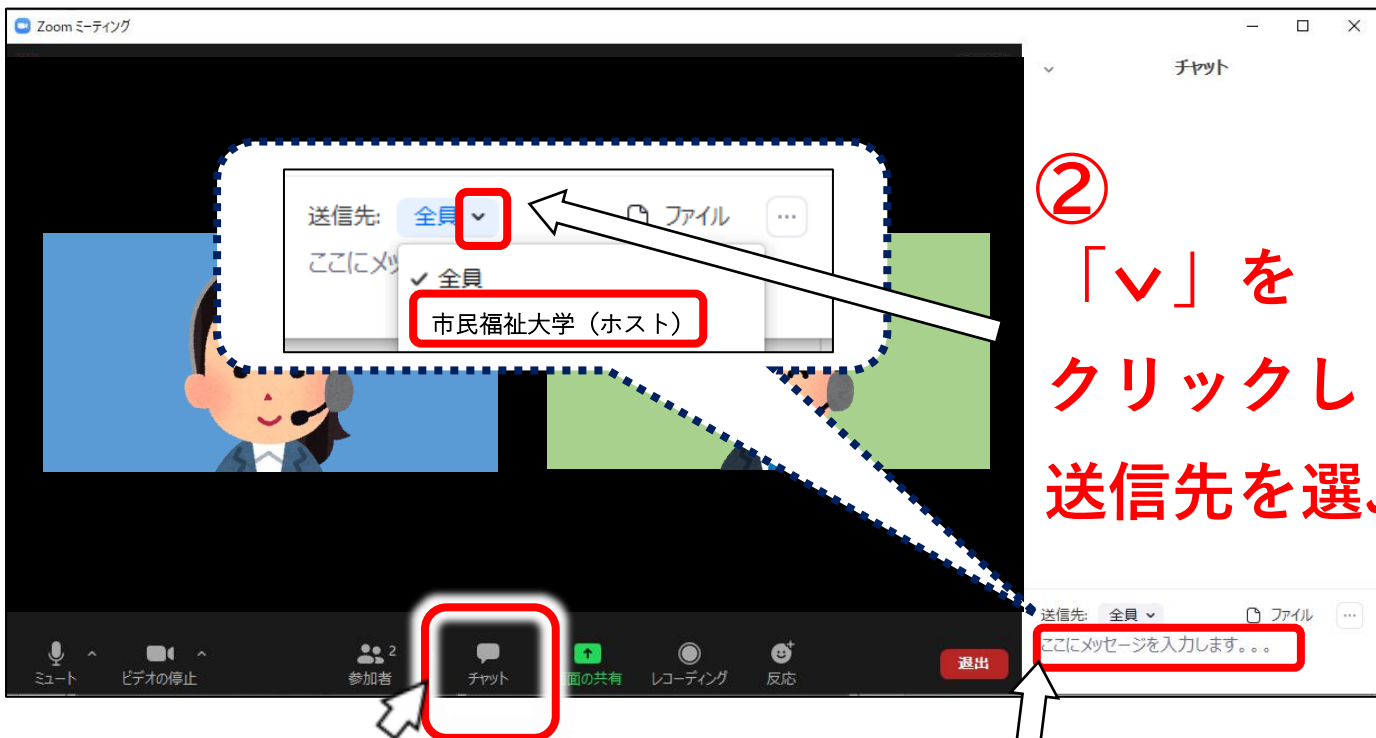 Zoom ミーティング
チャット
送信先: 全員 ファイル ...
ここにメッ
✓ 全員
市民福祉大学（ホスト）
②
「∨」を
クリックし
送信先を選
送信先: 全員 ファイル ...
ここにメッセージを入力します。。。
2
ミュート ビデオの停止 参加者 チャット 面の共有 レコーディング 反応 退出